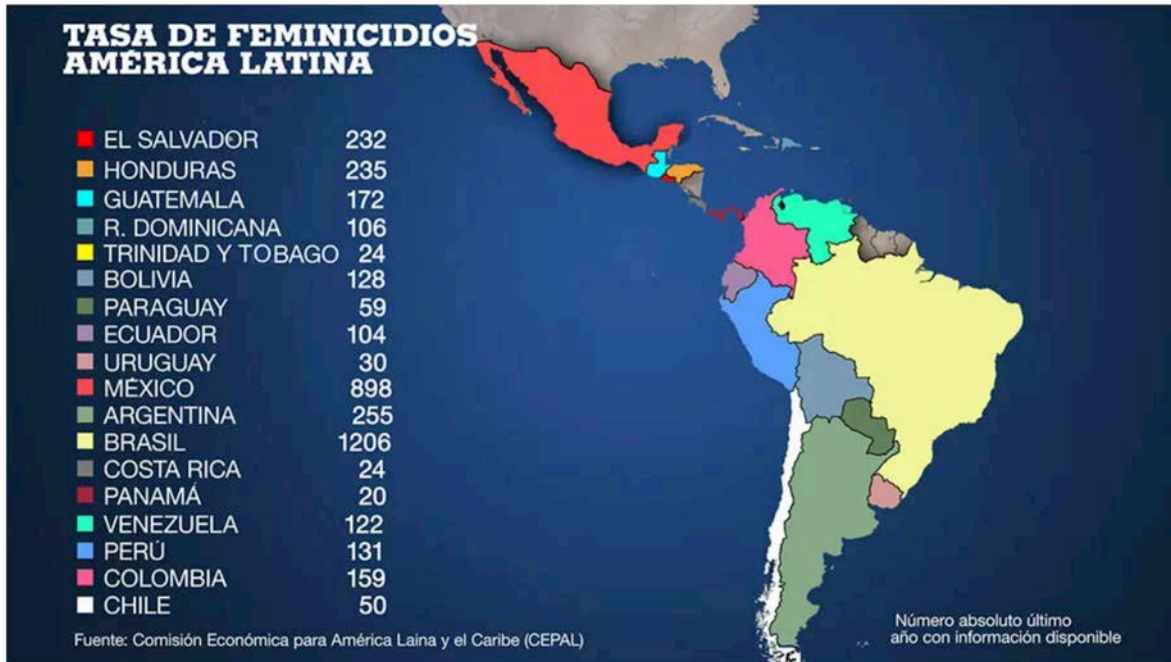 TASA DE FEMINICIDIOS
AMÉRICA LATINA
EL SALVADOR 232
HONDURAS 235
GUATEMALA 172
R. DOMINICANA 106
TRINIDAD Y TOBAGO 24
BOLIVIA 128
PARAGUAY 59
ECUADOR 104
URUGUAY 30
MÉXICO 898
ARGENTINA 255
BRASIL 1206
COSTA RICA 24
PANAMÁ 20
VENEZUELA 122
PERÚ 131
COLOMBIA 159
CHILE 50
Fuente: Comisión Económica para América Laina y el Caribe (CEPAL)
Número absoluto último
año con información disponible